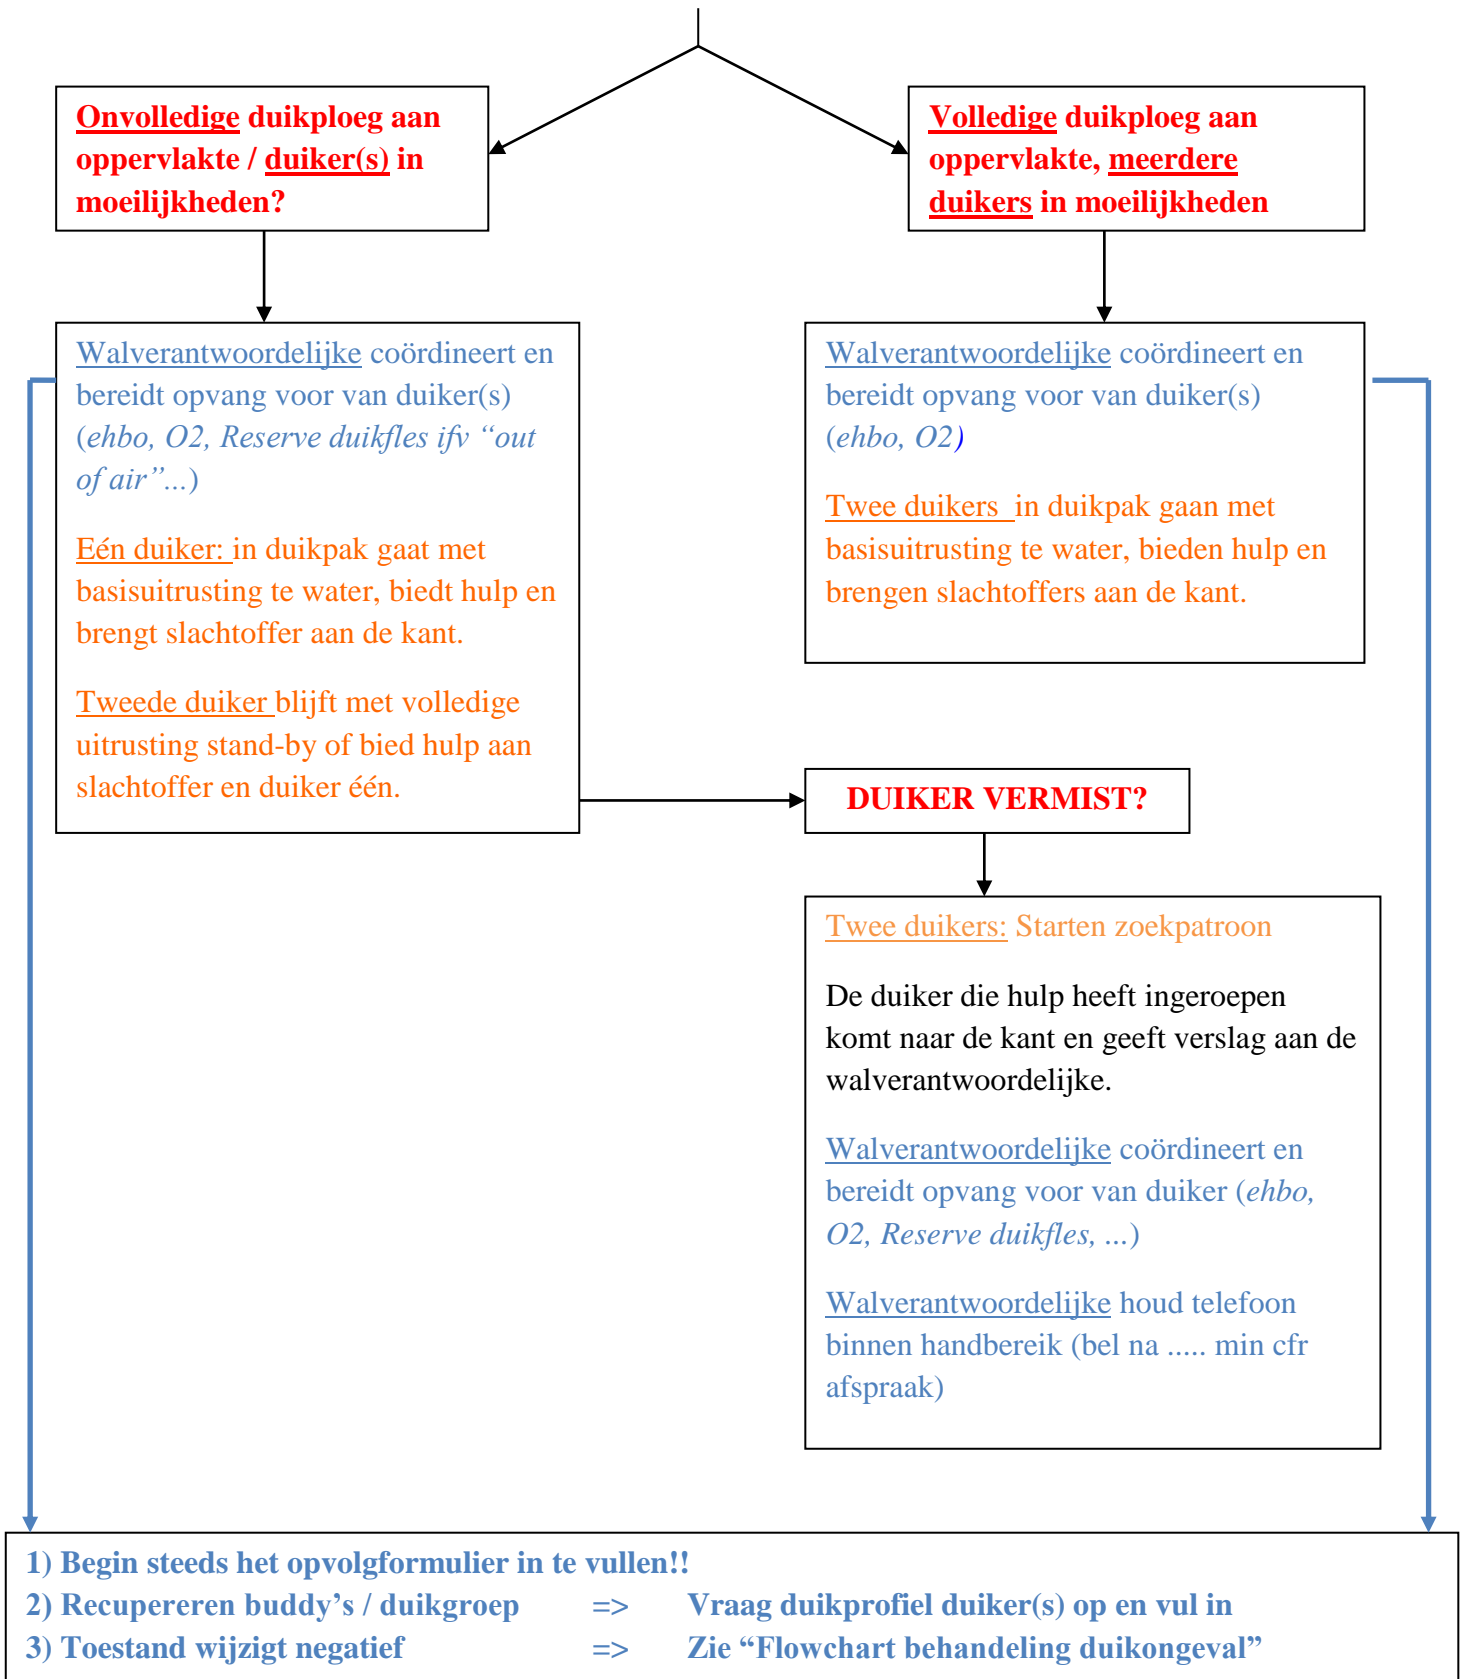 Onvolledige duikploeg aan
oppervlakte / duiker(s) in
moeilijkheden?
Volledige duikploeg aan
oppervlakte, meerdere
duikers in moeilijkheden
Walverantwoordelijke coördineert en
bereidt opvang voor van duiker(s)
(ehbo, O2, Reserve duikfles ifv “out
of air”...)
Eén duiker: in duikpak gaat met
basisuitrusting te water, biedt hulp en
brengt slachtoffer aan de kant.
Tweede duiker blijft met volledige
uitrusting stand-by of bied hulp aan
slachtoffer en duiker één.
Walverantwoordelijke coördineert en
bereidt opvang voor van duiker(s)
(ehbo, O2)
Twee duikers in duikpak gaan met
basisuitrusting te water, bieden hulp en
brengen slachtoffers aan de kant.
DUIKER VERMIST?
Twee duikers: Starten zoekpatroon
De duiker die hulp heeft ingeroepen
komt naar de kant en geeft verslag aan de
walverantwoordelijke.
Walverantwoordelijke coördineert en
bereidt opvang voor van duiker (ehbo,
O2, Reserve duikfles, ...)
Walverantwoordelijke houd telefoon
binnen handbereik (bel na ..... min cfr
afspraak)
1) Begin steeds het opvolgformulier in te vullen!!
2) Recupereren buddy’s / duikgroep => Vraag duikprofiel duiker(s) op en vul in
3) Toestand wijzigt negatief => Zie “Flowchart behandeling duikongeval”